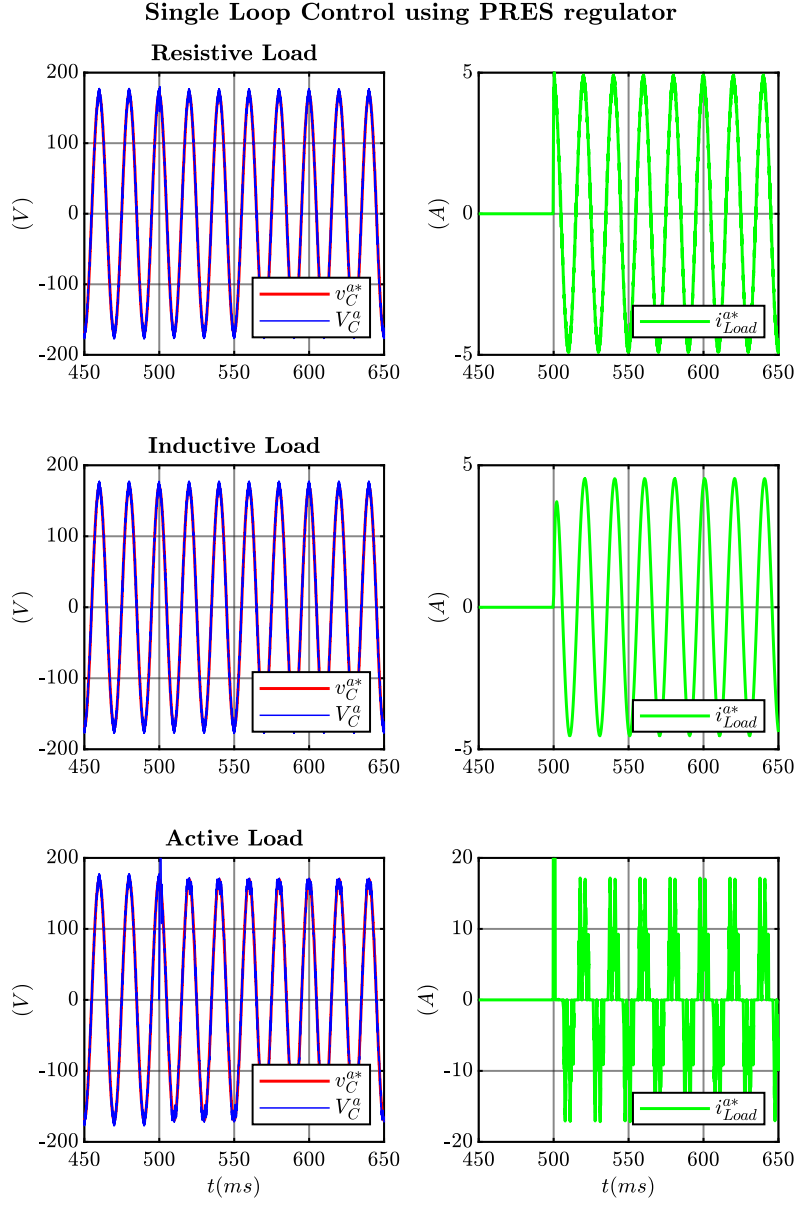 Single Loop Control using PRES regulator
Resistive Load
200
100
0
-100
-200
(V)
450 500 550 600 650
v_C^{a*}
V_C^a
5
0
-5
(A)
450 500 550 600 650
i_{Load}^{a*}
Inductive Load
200
100
0
-100
-200
(V)
450 500 550 600 650
v_C^{a*}
V_C^a
5
0
-5
(A)
450 500 550 600 650
i_{Load}^{a*}
Active Load
200
100
0
-100
-200
(V)
450 500 550 600 650
t(ms)
v_C^{a*}
V_C^a
20
10
0
-10
-20
(A)
450 500 550 600 650
t(ms)
i_{Load}^{a*}